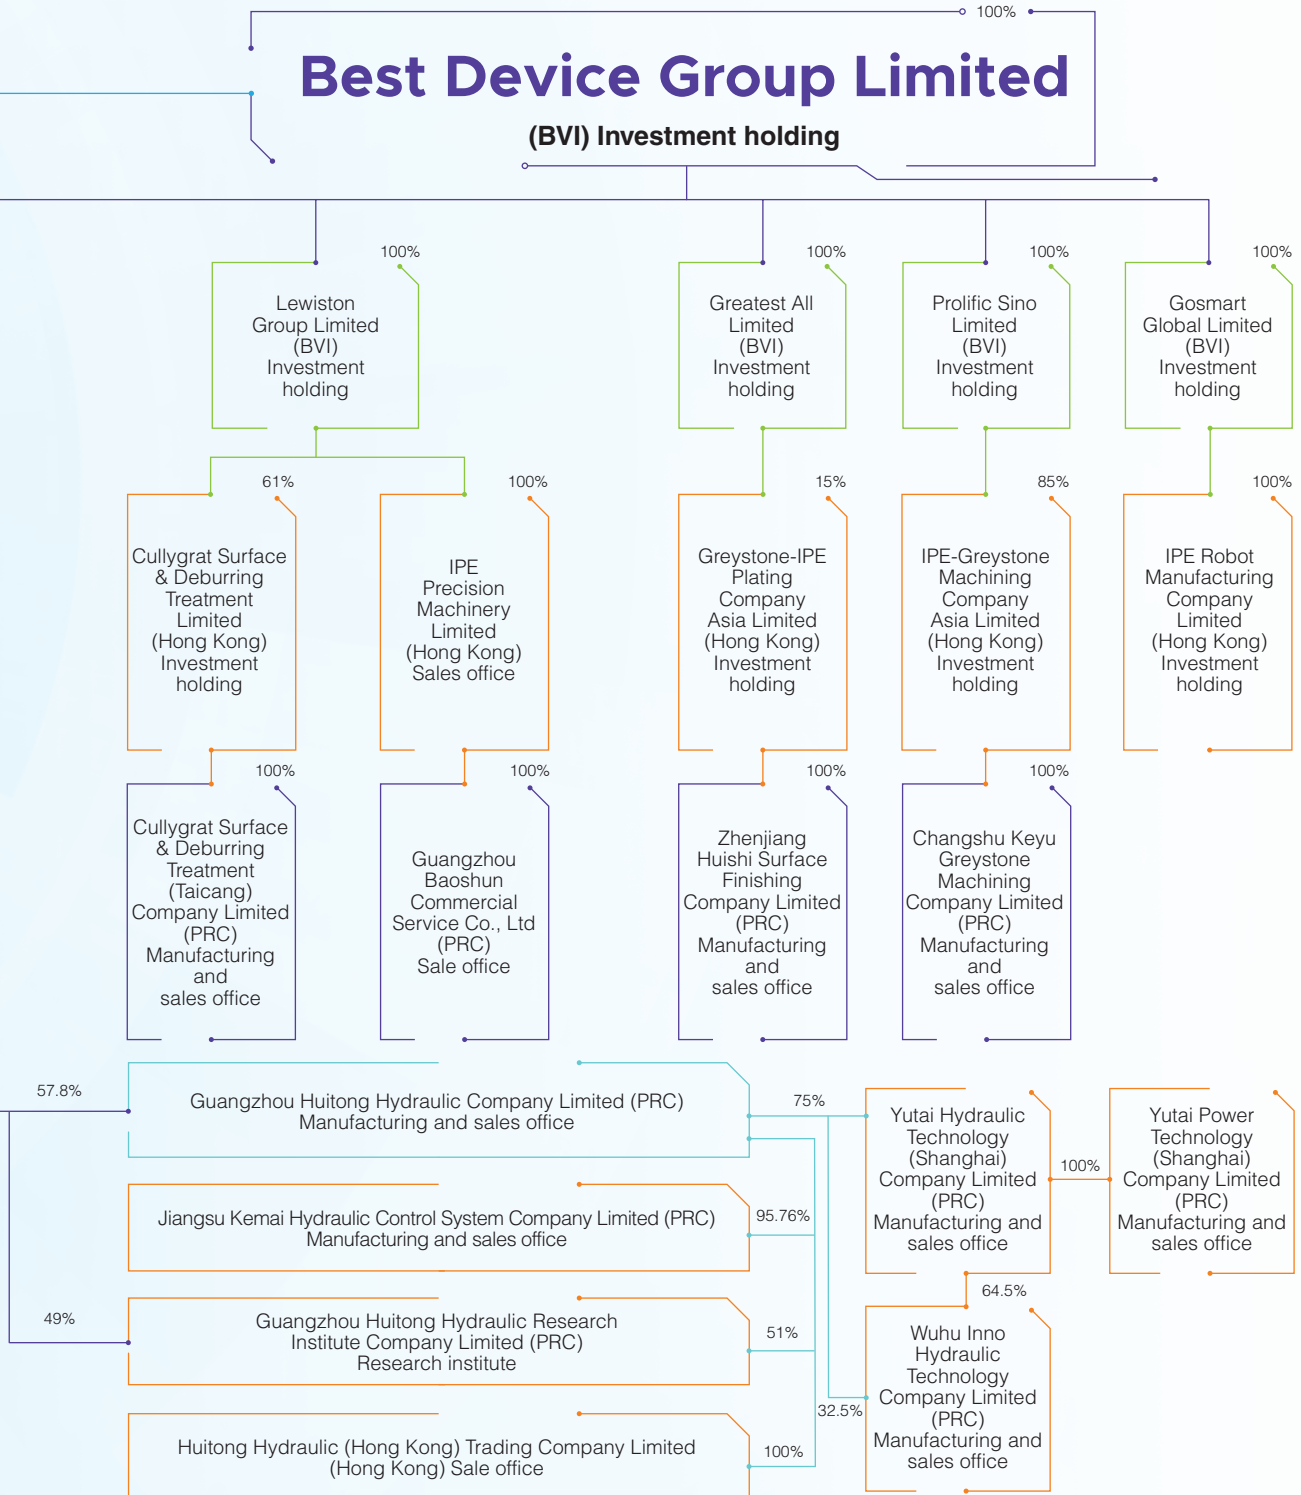 100%
Best Device Group Limited
(BVI) Investment holding
100%
Lewiston
Group Limited
(BVI)
Investment
holding
100%
Greatest All
Limited
(BVI)
Investment
holding
100%
Prolific Sino
Limited
(BVI)
Investment
holding
100%
Gosmart
Global Limited
(BVI)
Investment
holding
61%
Cullygrat Surface
& Deburring
Treatment
Limited
(Hong Kong)
Investment
holding
100%
IPE
Precision
Machinery
Limited
(Hong Kong)
Sales office
15%
Greystone-IPE
Plating
Company
Asia Limited
(Hong Kong)
Investment
holding
85%
IPE-Greystone
Machining
Company
Asia Limited
(Hong Kong)
Investment
holding
100%
IPE Robot
Manufacturing
Company
Limited
(Hong Kong)
Investment
holding
100%
Cullygrat Surface
& Deburring
Treatment
(Taicang)
Company Limited
(PRC)
Manufacturing
and
sales office
100%
Guangzhou
Baoshun
Commercial
Service Co., Ltd
(PRC)
Sale office
100%
Zhenjiang
Huishi Surface
Finishing
Company Limited
(PRC)
Manufacturing
and
sales office
100%
Changshu Keyu
Greystone
Machining
Company Limited
(PRC)
Manufacturing
and
sales office
57.8%
Guangzhou Huitong Hydraulic Company Limited (PRC)
Manufacturing and sales office
75%
Yutai Hydraulic
Technology
(Shanghai)
Company Limited
(PRC)
Manufacturing and
sales office
100%
Yutai Power
Technology
(Shanghai)
Company Limited
(PRC)
Manufacturing and
sales office
Jiangsu Kemai Hydraulic Control System Company Limited (PRC)
Manufacturing and sales office
95.76%
49%
Guangzhou Huitong Hydraulic Research
Institute Company Limited (PRC)
Research institute
51%
64.5%
Wuhu Inno
Hydraulic
Technology
Company Limited
(PRC)
Manufacturing and
sales office
32.5%
Huitong Hydraulic (Hong Kong) Trading Company Limited
(Hong Kong) Sale office
100%